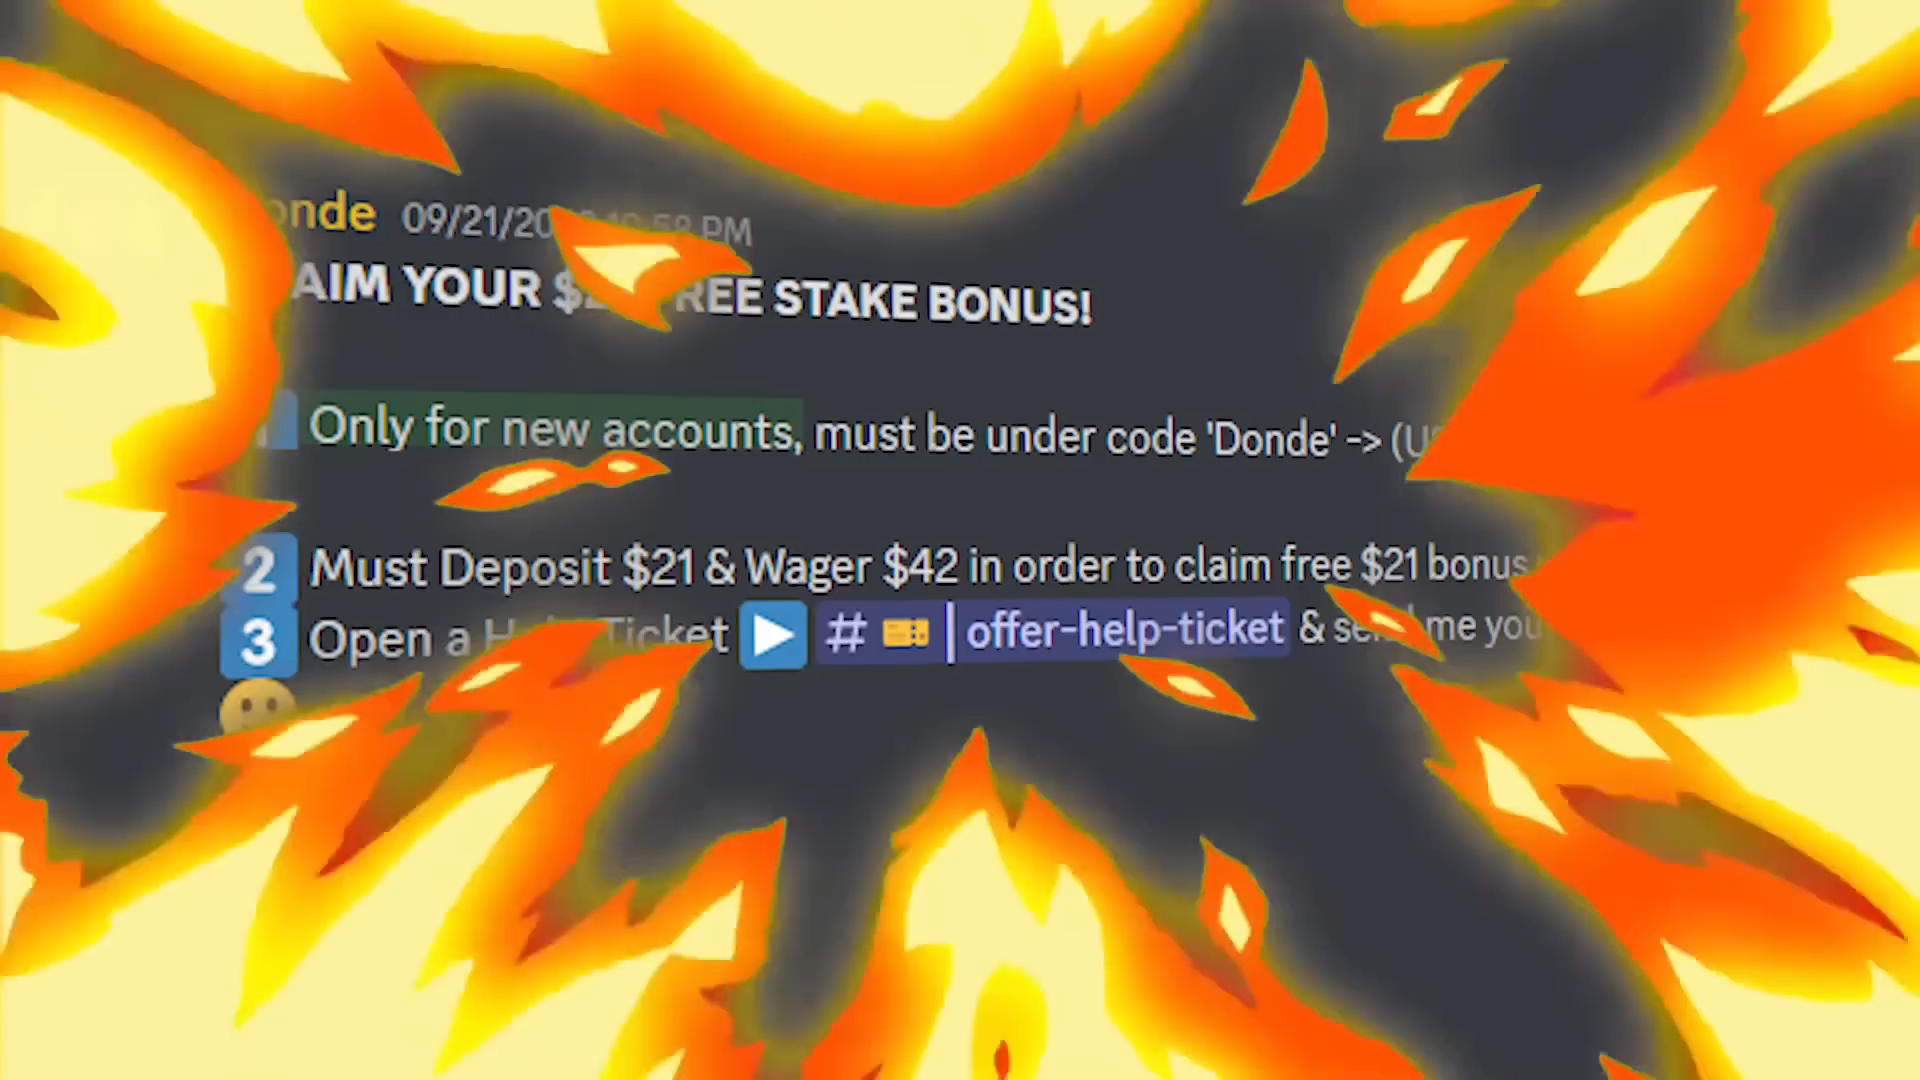 onde 09/21/20 PM
AIM YOUR REE STAKE BONUS!
Only for new accounts, must be under code 'Donde' -> (U
2 Must Deposit $21 & Wager $42 in order to claim free $21 bonus
3 Open a Ticket # | offer-help-ticket & me you